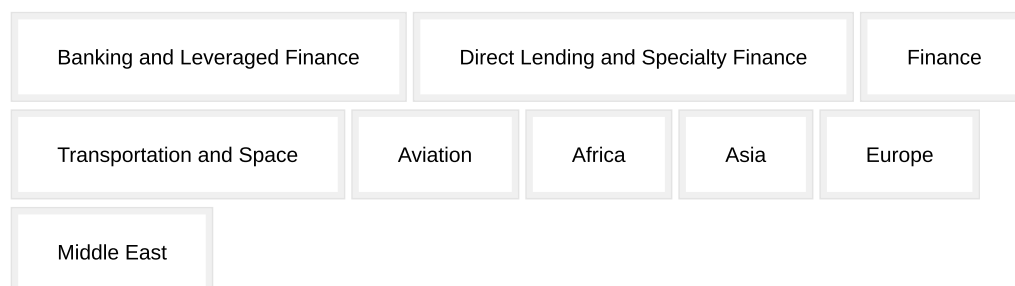 Banking and Leveraged Finance Direct Lending and Specialty Finance Finance
Transportation and Space Aviation Africa Asia Europe
Middle East